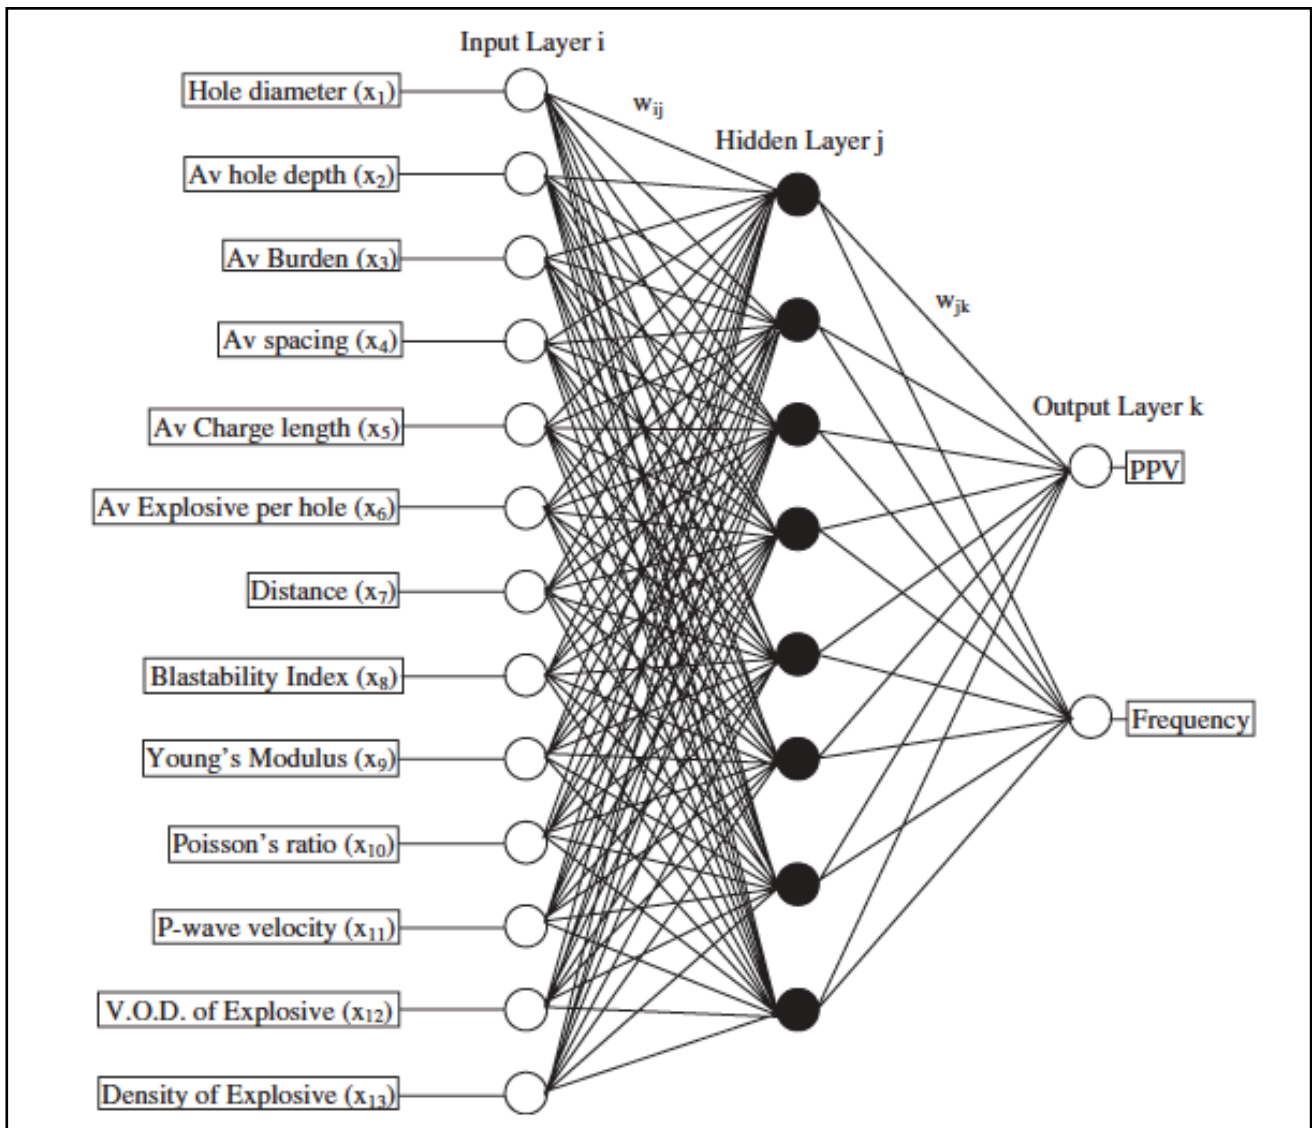 Input Layer i
Hole diameter (x1)
wij
Hidden Layer j
Av hole depth (x2)
Av Burden (x3)
wjk
Av spacing (x4)
Output Layer k
Av Charge length (x5)
PPV
Av Explosive per hole (x6)
Distance (x7)
Blastability Index (x8)
Frequency
Young's Modulus (x9)
Poisson's ratio (x10)
P-wave velocity (x11)
V.O.D. of Explosive (x12)
Density of Explosive (x13)